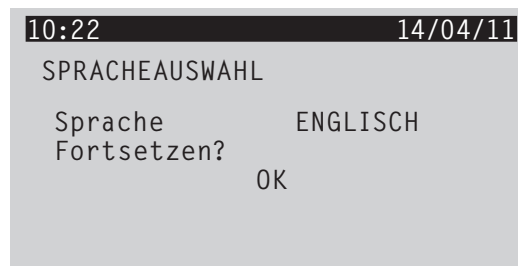 10:22 14/04/11
SPRACHEAUSWAHL
Sprache ENGLISCH
Fortsetzen?
OK